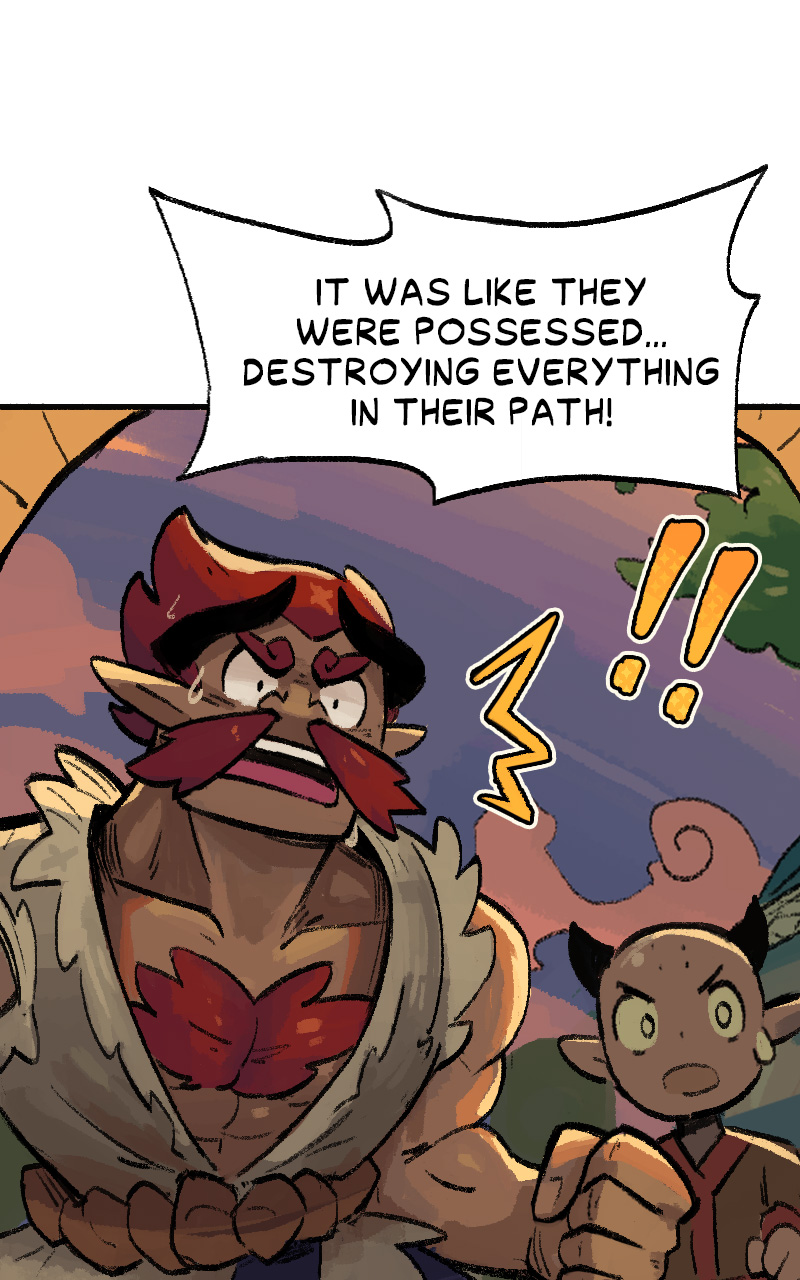 IT WAS LIKE THEY
WERE POSSESSED...
DESTROYING EVERYTHING
IN THEIR PATH!
!!